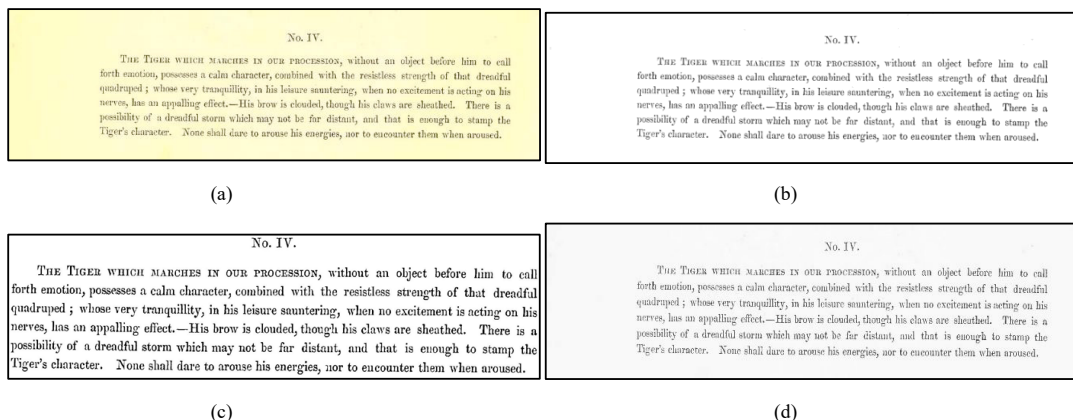 No. IV.
The Tiger which marches in our procession, without an object before him to call
forth emotion, possesses a calm character, combined with the resistless strength of that dreadful
quadruped ; whose very tranquillity, in his leisure sauntering, when no excitement is acting on his
nerves, has an appalling effect.—His brow is clouded, though his claws are sheathed. There is a
possibility of a dreadful storm which may not be far distant, and that is enough to stamp the
Tiger's character. None shall dare to arouse his energies, nor to encounter them when aroused.
(a)
No. IV.
The Tiger which marches in our procession, without an object before him to call
forth emotion, possesses a calm character, combined with the resistless strength of that dreadful
quadruped ; whose very tranquillity, in his leisure sauntering, when no excitement is acting on his
nerves, has an appalling effect.—His brow is clouded, though his claws are sheathed. There is a
possibility of a dreadful storm which may not be far distant, and that is enough to stamp the
Tiger's character. None shall dare to arouse his energies, nor to encounter them when aroused.
(b)
No. IV.
The Tiger which marches in our procession, without an object before him to call
forth emotion, possesses a calm character, combined with the resistless strength of that dreadful
quadruped ; whose very tranquillity, in his leisure sauntering, when no excitement is acting on his
nerves, has an appalling effect.—His brow is clouded, though his claws are sheathed. There is a
possibility of a dreadful storm which may not be far distant, and that is enough to stamp the
Tiger's character. None shall dare to arouse his energies, nor to encounter them when aroused.
(c)
No. IV.
The Tiger which marches in our procession, without an object before him to call
forth emotion, possesses a calm character, combined with the resistless strength of that dreadful
quadruped ; whose very tranquillity, in his leisure sauntering, when no excitement is acting on his
nerves, has an appalling effect.—His brow is clouded, though his claws are sheathed. There is a
possibility of a dreadful storm which may not be far distant, and that is enough to stamp the
Tiger's character. None shall dare to arouse his energies, nor to encounter them when aroused.
(d)